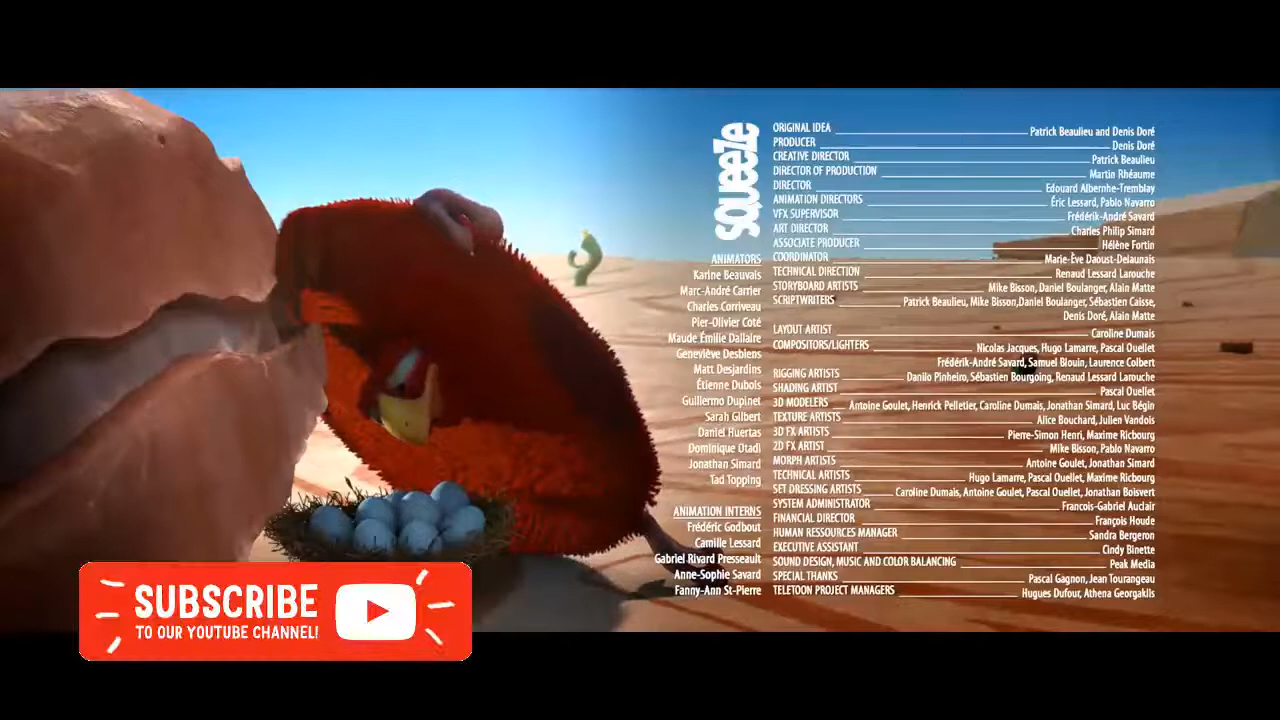 squeeze
ORIGINAL IDEA Patrick Beaulieu and Denis Doré
PRODUCER Denis Doré
CREATIVE DIRECTOR Patrick Beaulieu
DIRECTOR OF PRODUCTION Martin Rhéaume
DIRECTOR Edouard Albernhe-Tremblay
ANIMATION DIRECTORS Éric Lessard, Pablo Navarro
VFX SUPERVISOR Frédérik-André Savard
ART DIRECTOR Charles Philip Simard
ASSOCIATE PRODUCER Hélène Fortin
COORDINATOR Marie-Ève Daoust-Delaunais
TECHNICAL DIRECTION Renaud Lessard Larouche
STORYBOARD ARTISTS Mike Bisson, Daniel Boulanger, Alain Matte
SCRIPTWRITERS Patrick Beaulieu, Mike Bisson,Daniel Boulanger, Sébastien Caisse,
Denis Doré, Alain Matte
LAYOUT ARTIST Caroline Dumais
COMPOSITORS/LIGHTERS Nicolas Jacques, Hugo Lamarre, Pascal Ouellet
Frédérik-André Savard, Samuel Blouin, Laurence Colbert
RIGGING ARTISTS Danilo Pinheiro, Sébastien Bourgoing, Renaud Lessard Larouche
SHADING ARTIST Pascal Ouellet
3D MODELERS Antoine Goulet, Henrick Pelletier, Caroline Dumais, Jonathan Simard, Luc Bégin
TEXTURE ARTISTS Alice Bouchard, Julien Vandois
3D FX ARTISTS Pierre-Simon Henri, Maxime Ricbourg
2D FX ARTIST Mike Bisson, Pablo Navarro
MORPH ARTISTS Antoine Goulet, Jonathan Simard
TECHNICAL ARTISTS Hugo Lamarre, Pascal Ouellet, Maxime Ricbourg
SET DRESSING ARTISTS Caroline Dumais, Antoine Goulet, Pascal Ouellet, Jonathan Boisvert
SYSTEM ADMINISTRATOR Francois-Gabriel Auclair
FINANCIAL DIRECTOR François Houde
HUMAN RESSOURCES MANAGER Sandra Bergeron
EXECUTIVE ASSISTANT Cindy Binette
SOUND DESIGN, MUSIC AND COLOR BALANCING Peak Media
SPECIAL THANKS Pascal Gagnon, Jean Tourangeau
TELETOON PROJECT MANAGERS Hugues Dufour, Athena Georgaklis
ANIMATORS
Karine Beauvais
Marc-André Carrier
Charles Corriveau
Pier-Olivier Coté
Maude Émilie Dallaire
Geneviève Desbiens
Matt Desjardins
Étienne Dubois
Guillermo Dupinet
Sarah Gilbert
Daniel Huertas
Dominique Otadi
Jonathan Simard
Tad Topping
ANIMATION INTERNS
Frédéric Godbout
Camille Lessard
Gabriel Rivard Presseault
Anne-Sophie Savard
Fanny-Ann St-Pierre
SUBSCRIBE
TO OUR YOUTUBE CHANNEL!